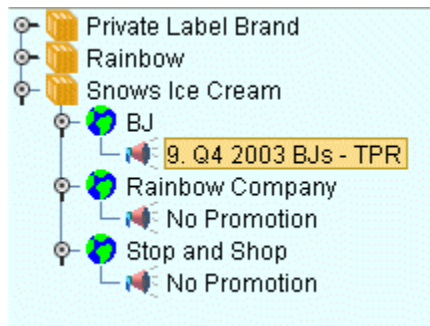 Private Label Brand
Rainbow
Snows Ice Cream
BJ
9. Q4 2003 BJs - TPR
Rainbow Company
No Promotion
Stop and Shop
No Promotion